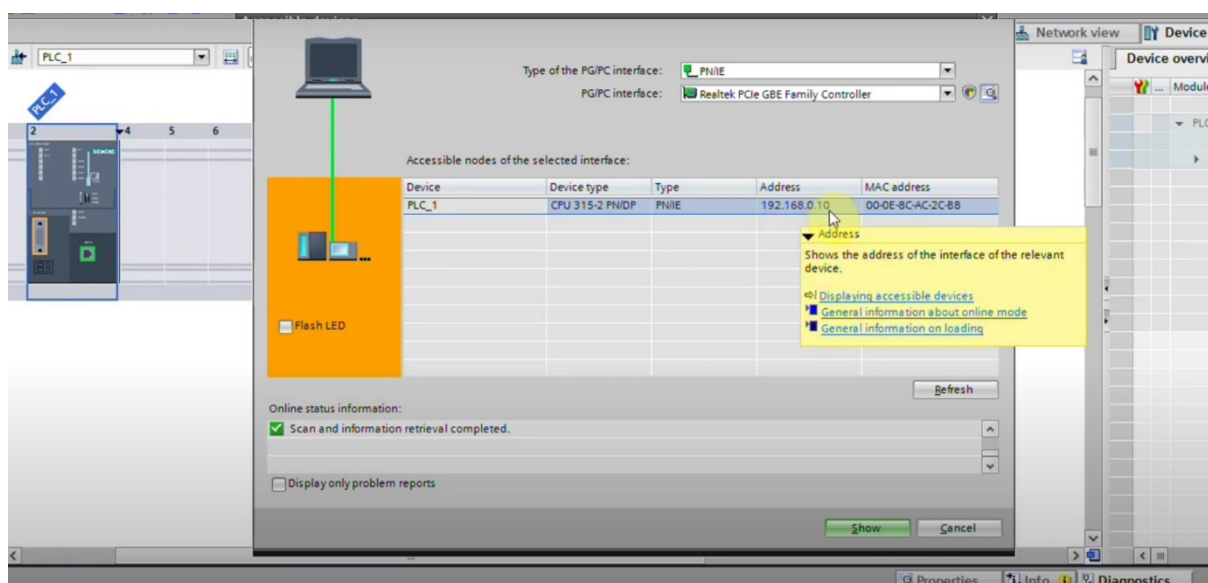 Accessible devices
Network view
Device
PLC_1
Device overvi
Type of the PG/PC interface: PN/IE
PG/PC interface: Realtek PCIe GBE Family Controller
... Module
PLC_1
PLC
2 4 5 6
SIEMENS
Accessible nodes of the selected interface:
Device Device type Type Address MAC address
PLC_1 CPU 315-2 PN/DP PN/IE 192.168.0.10 00-0E-8C-AC-2C-B8
Address
Shows the address of the interface of the relevant
device.
Displaying accessible devices
General information about online mode
General information on loading
Flash LED
Refresh
Online status information:
Scan and information retrieval completed.
Display only problem reports
Show Cancel
Properties Info Diagnostics